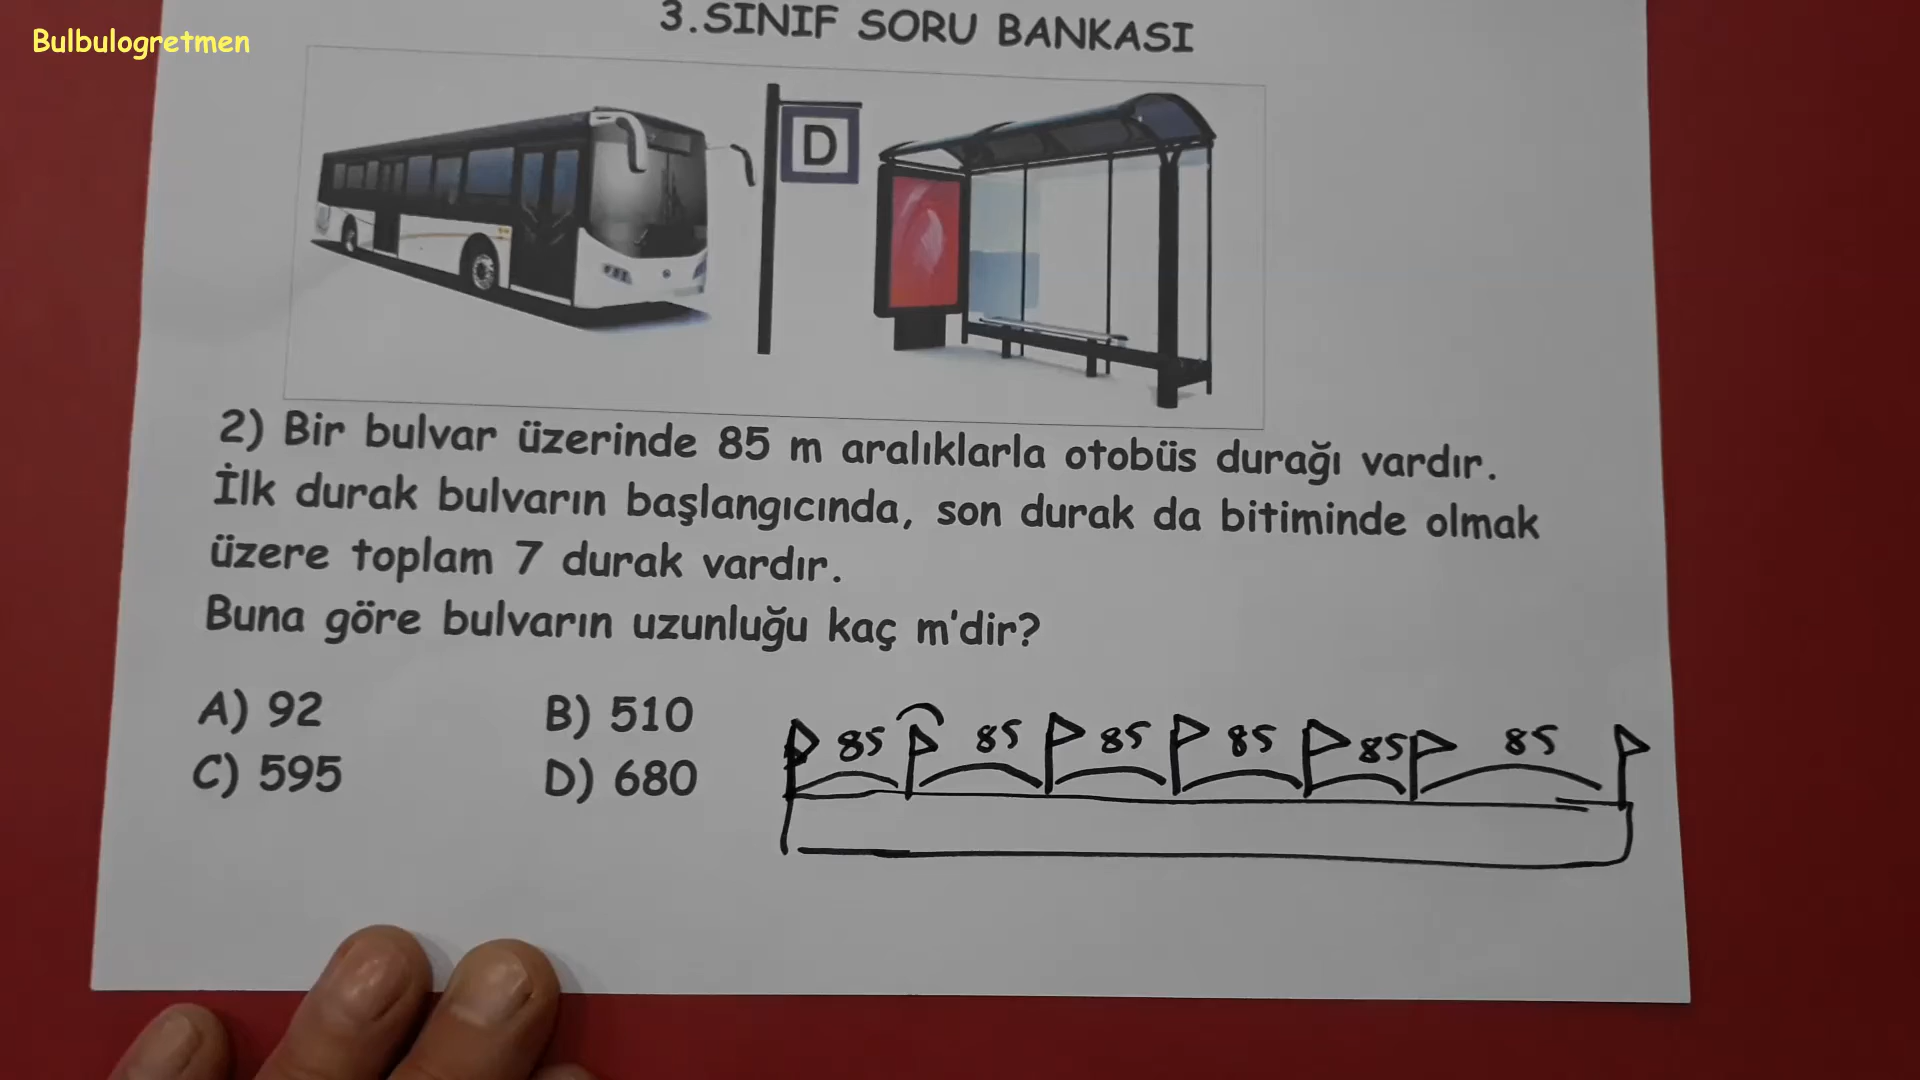 Bulbulogretmen
3.SINIF SORU BANKASI
D
2) Bir bulvar üzerinde 85 m aralıklarla otobüs durağı vardır.
İlk durak bulvarın başlangıcında, son durak da bitiminde olmak
üzere toplam 7 durak vardır.
Buna göre bulvarın uzunluğu kaç m'dir?
A) 92
B) 510
C) 595
D) 680
85 85 85 85 85 85